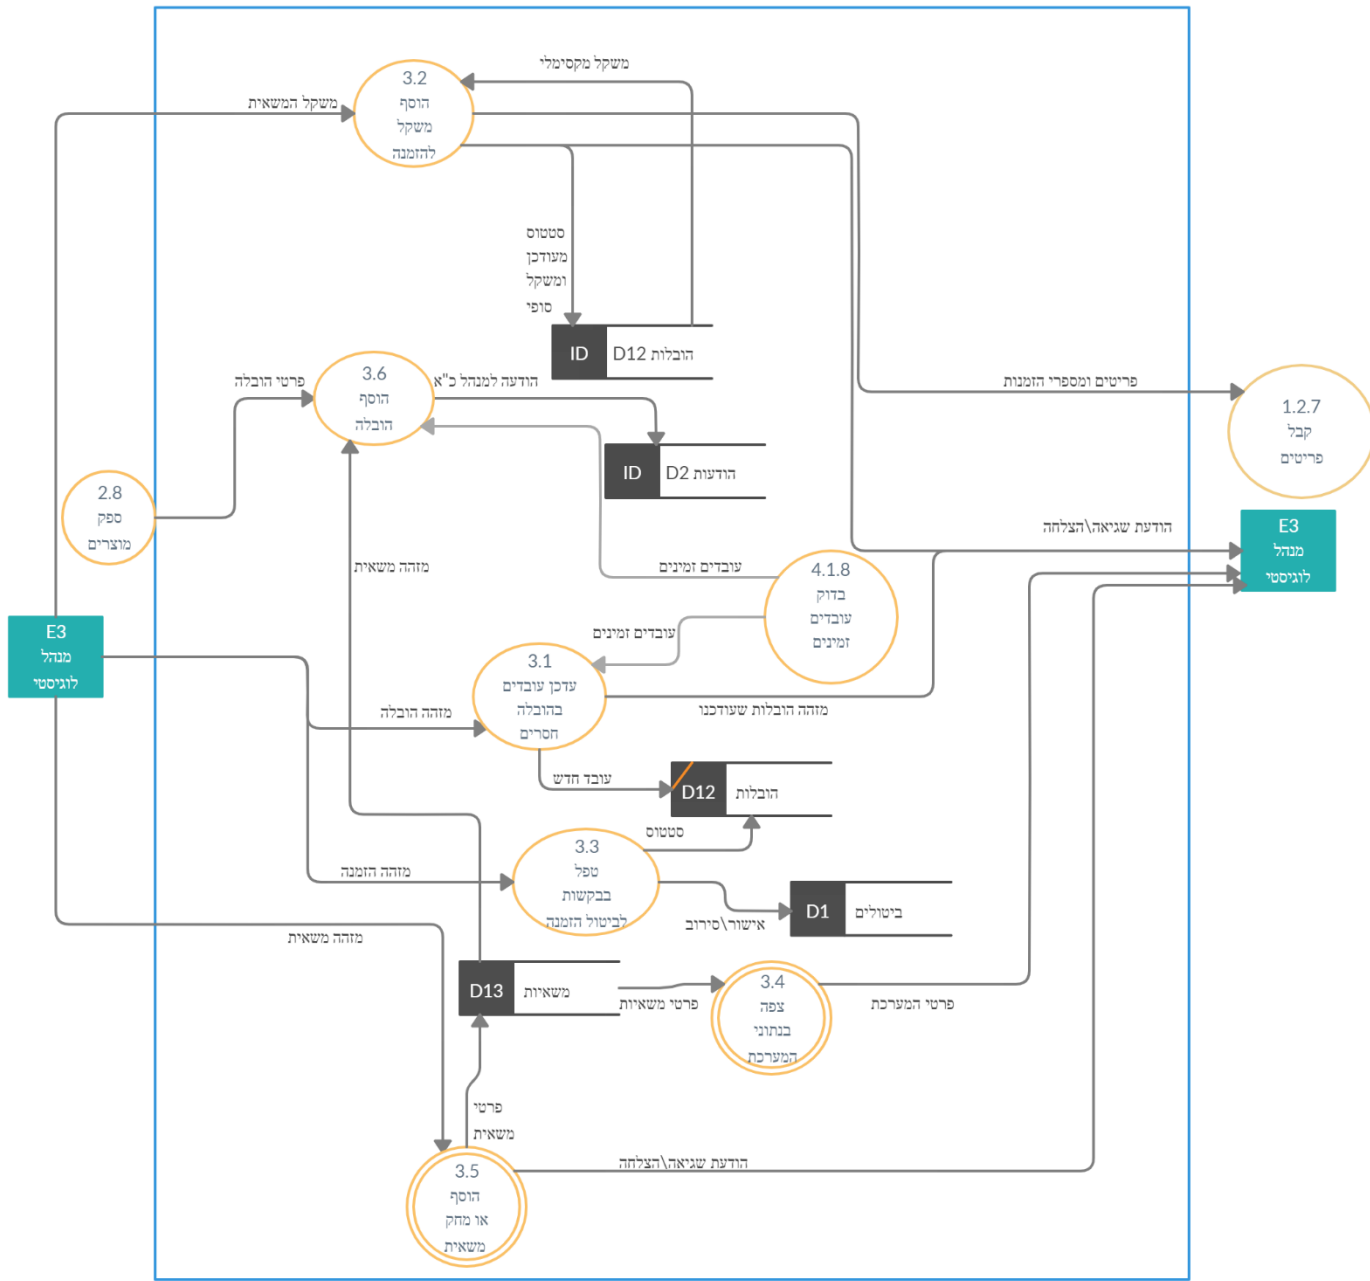 משקל מקסימלי
3.2
הוסף
משקל
להזמנה
משקל המשאית
סטטוס
מעודכן
ומשקל
סופי
ID
D12 הובלות
3.6
הוסף
הובלה
פרטי הובלה
הודעה למנהל כ"א
פריטים ומספרי הזמנות
1.2.7
קבל
פריטים
ID
D2 הודעות
2.8
ספק
מוצרים
הודעת שגיאה\הצלחה
E3
מנהל
לוגיסטי
מזהה משאית
עובדים זמינים
4.1.8
בדוק
עובדים
זמינים
עובדים זמינים
E3
מנהל
לוגיסטי
3.1
עדכן עובדים
בהובלה
חסרים
מזהה הובלה
מזהה הובלות שעודכנו
עובד חדש
D12
הובלות
סטטוס
3.3
טפל
בבקשות
לביטול הזמנה
מזהה הזמנה
D1
ביטולים
אישור\סירוב
מזהה משאית
D13
משאיות
פרטי משאיות
3.4
צפה
בנתוני
המערכת
פרטי המערכת
פרטי
משאית
3.5
הוסף
או מחק
משאית
הודעת שגיאה\הצלחה